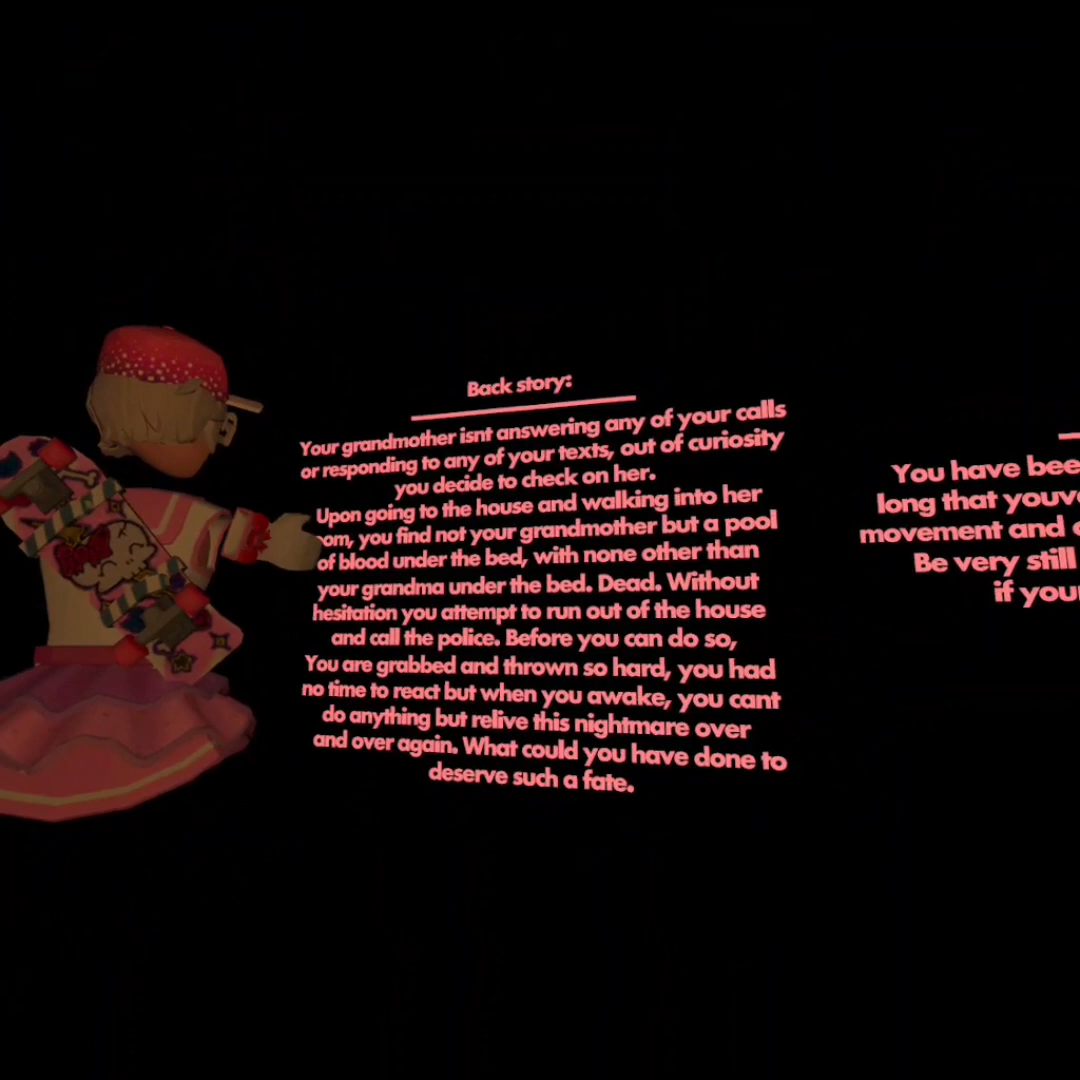 Back story:
Your grandmother isnt answering any of your calls
or responding to any of your texts, out of curiosity
you decide to check on her.
Upon going to the house and walking into her
om, you find not your grandmother but a pool
of blood under the bed, with none other than
your grandma under the bed. Dead. Without
hesitation you attempt to run out of the house
and call the police. Before you can do so,
You are grabbed and thrown so hard, you had
no time to react but when you awake, you cant
do anything but relive this nightmare over
and over again. What could you have done to
deserve such a fate.
You have bee
long that youv
movement and
Be very still
if your